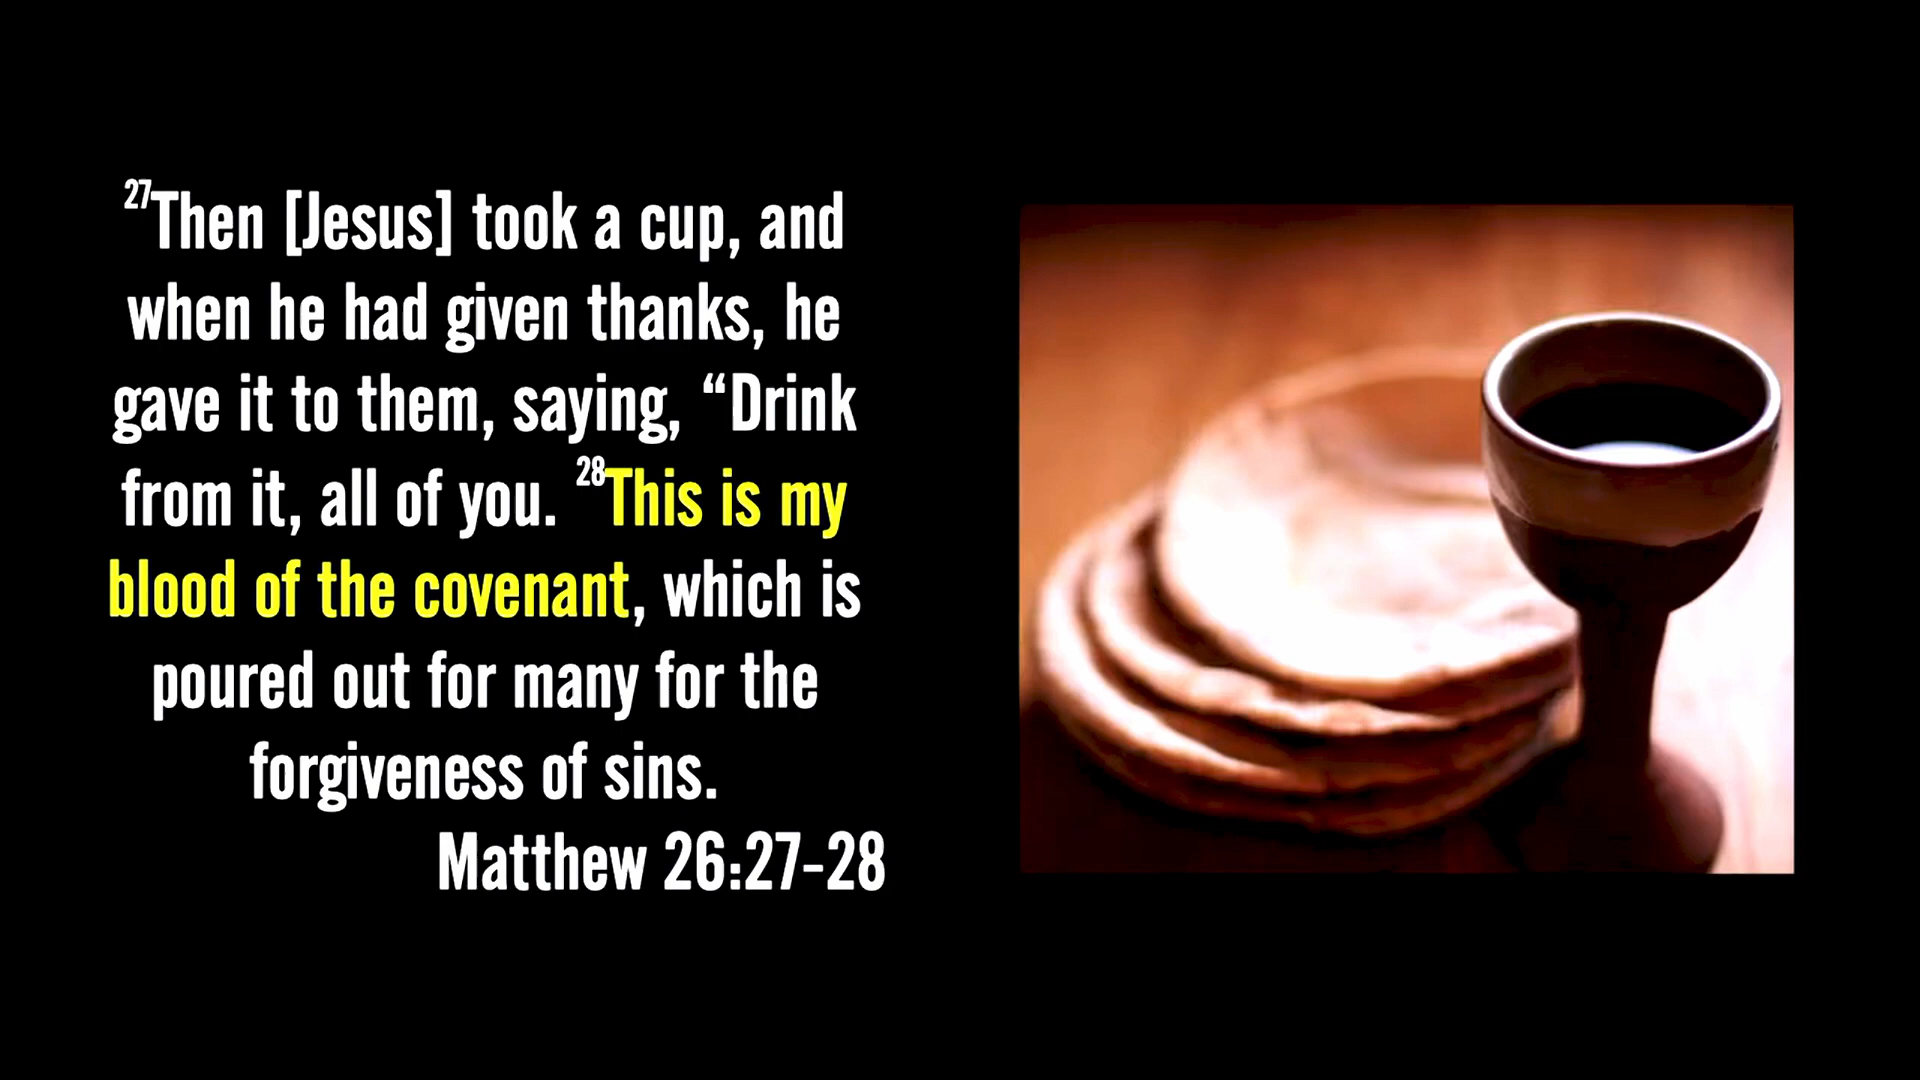 27Then [Jesus] took a cup, and
when he had given thanks, he
gave it to them, saying, “Drink
from it, all of you. 28This is my
blood of the covenant, which is
poured out for many for the
forgiveness of sins.
Matthew 26:27-28